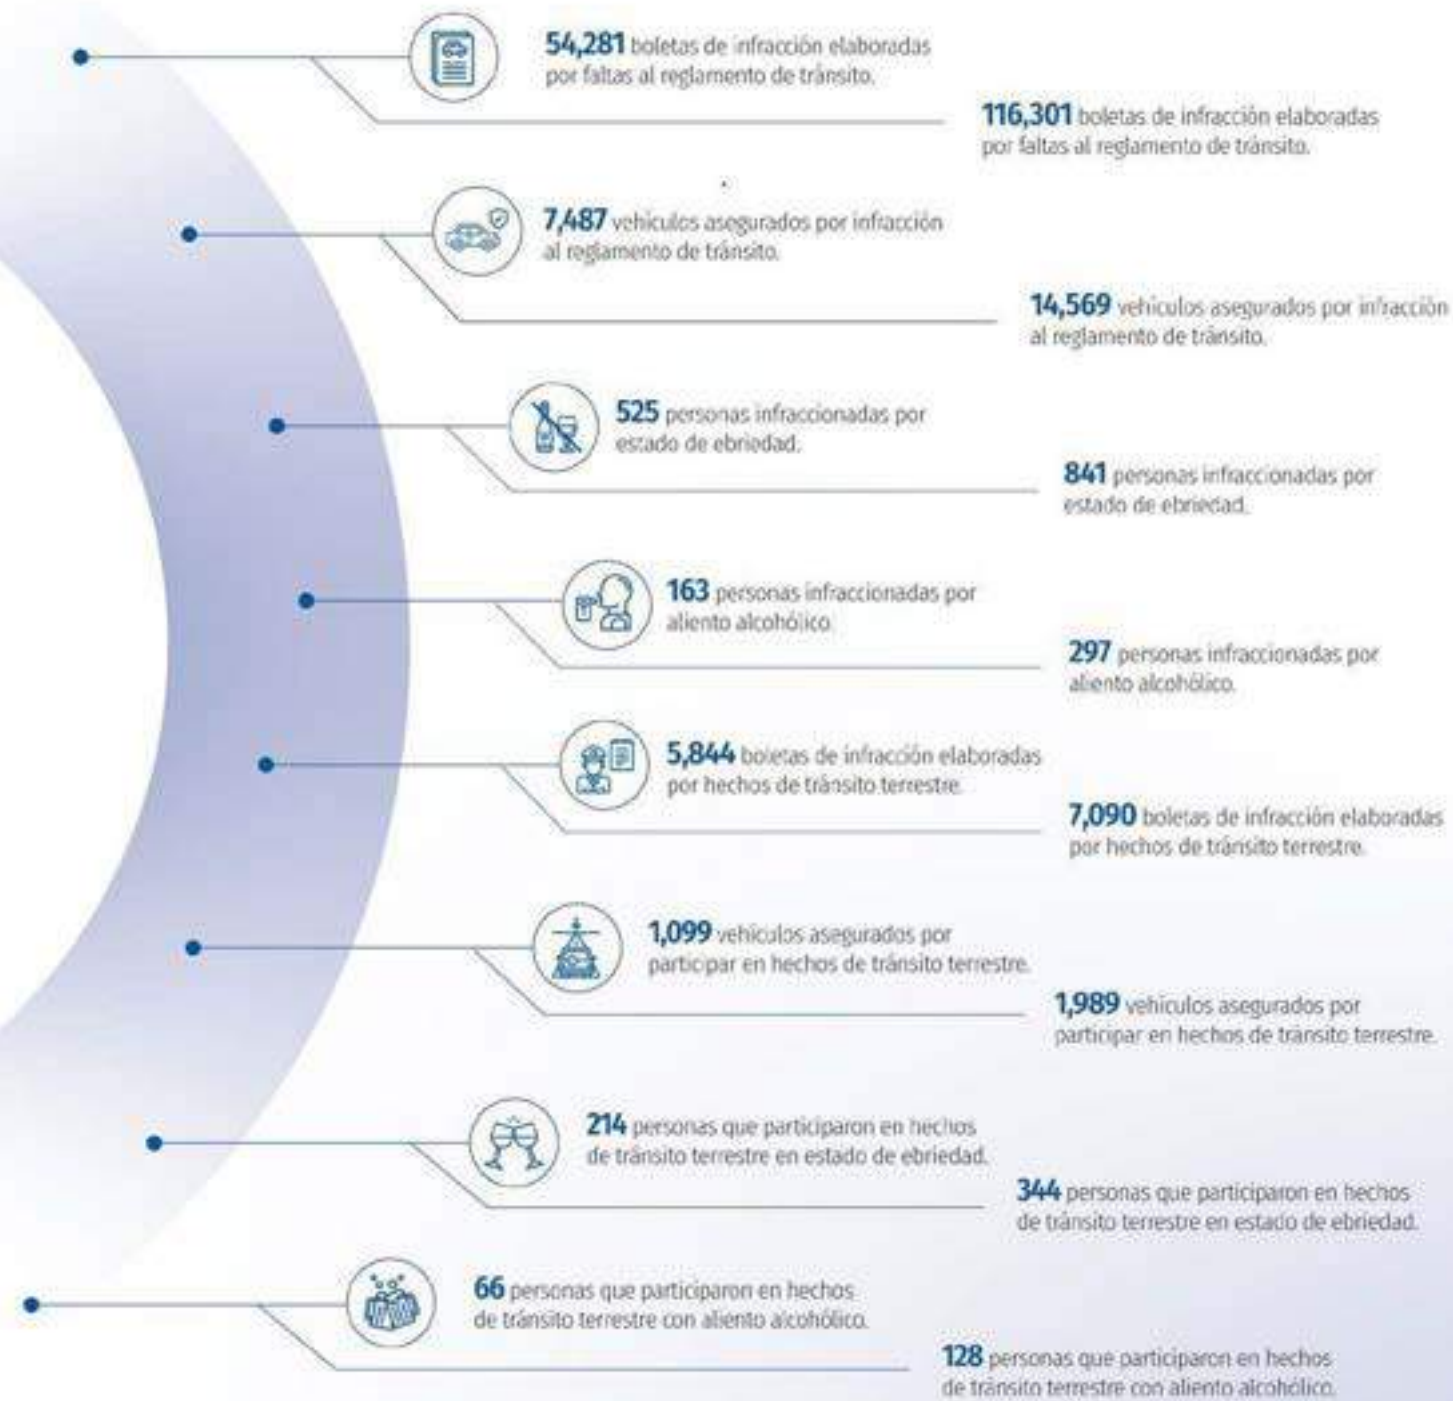 54,281 boletas de infracción elaboradas
por faltas al reglamento de tránsito.
116,301 boletas de infracción elaboradas
por faltas al reglamento de tránsito.
7,487 vehículos asegurados por infracción
al reglamento de tránsito.
14,569 vehículos asegurados por infracción
al reglamento de tránsito.
525 personas infraccionadas por
estado de ebriedad.
841 personas infraccionadas por
estado de ebriedad.
163 personas infraccionadas por
aliento alcohólico.
297 personas infraccionadas por
aliento alcohólico.
5,844 boletas de infracción elaboradas
por hechos de tránsito terrestre.
7,090 boletas de infracción elaboradas
por hechos de tránsito terrestre.
1,099 vehículos asegurados por
participar en hechos de tránsito terrestre.
1,989 vehículos asegurados por
participar en hechos de tránsito terrestre.
214 personas que participaron en hechos
de tránsito terrestre en estado de ebriedad.
344 personas que participaron en hechos
de tránsito terrestre en estado de ebriedad.
66 personas que participaron en hechos
de tránsito terrestre con aliento alcohólico.
128 personas que participaron en hechos
de tránsito terrestre con aliento alcohólico.